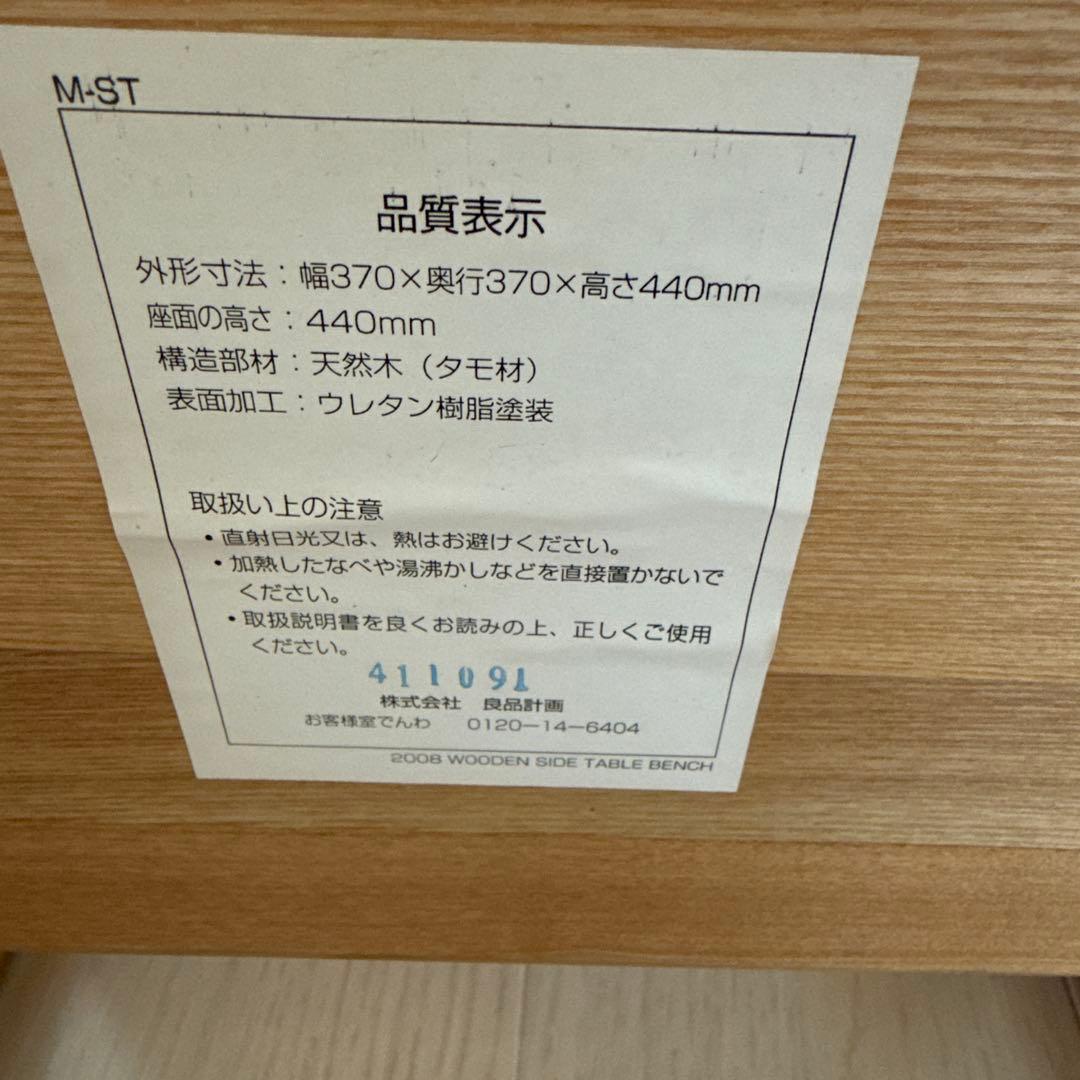 M-ST
品質表示
外形寸法：幅370×奥行370×高さ440mm
座面の高さ：440mm
構造部材：天然木（タモ材）
表面加工：ウレタン樹脂塗装
取扱い上の注意
・直射日光又は、熱はお避けください。
・加熱したなべや湯沸かしなどを直接置かないで
ください。
・取扱説明書を良くお読みの上、正しくご使用
ください。
411091
株式会社　良品計画
お客様室でんわ　0120－14－6404
2008 WOODEN SIDE TABLE BENCH